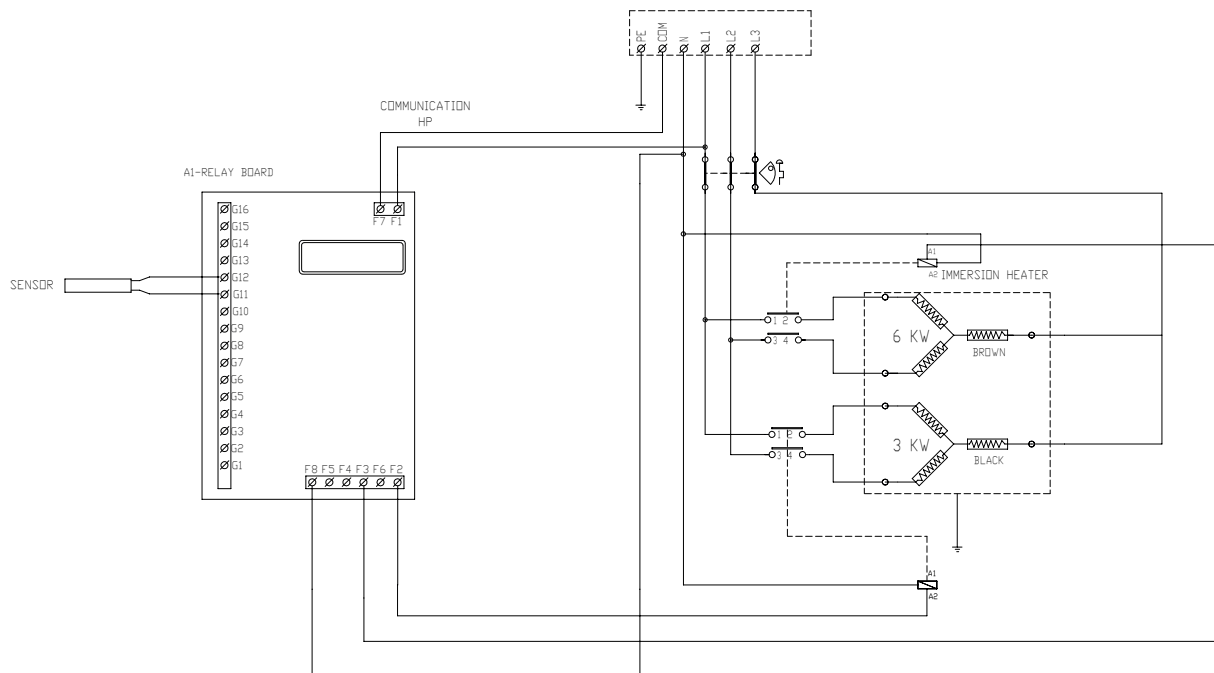 PE COM N L1 L2 L3
COMMUNICATION
HP
A1-RELAY BOARD
F7 F1
G16
G15
G14
G13
G12
G11
G10
G9
G8
G7
G6
G5
G4
G3
G2
G1
SENSOR
F8 F5 F4 F3 F6 F2
A1
A2
IMMERSION HEATER
1 2
3 4
6 KW
BROWN
1 2
3 4
3 KW
BLACK
A1
A2